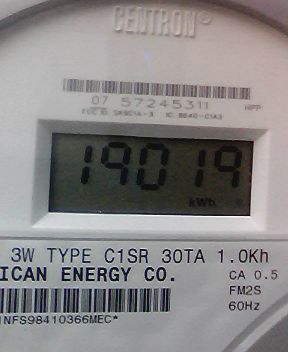 CENTRON®
07 57245311
19019
kWh
3W TYPE C1SR 30TA 1.0Kh
ICAN ENERGY CO.
CA 0.5
FM2S
60Hz
NFS98410366MEC*